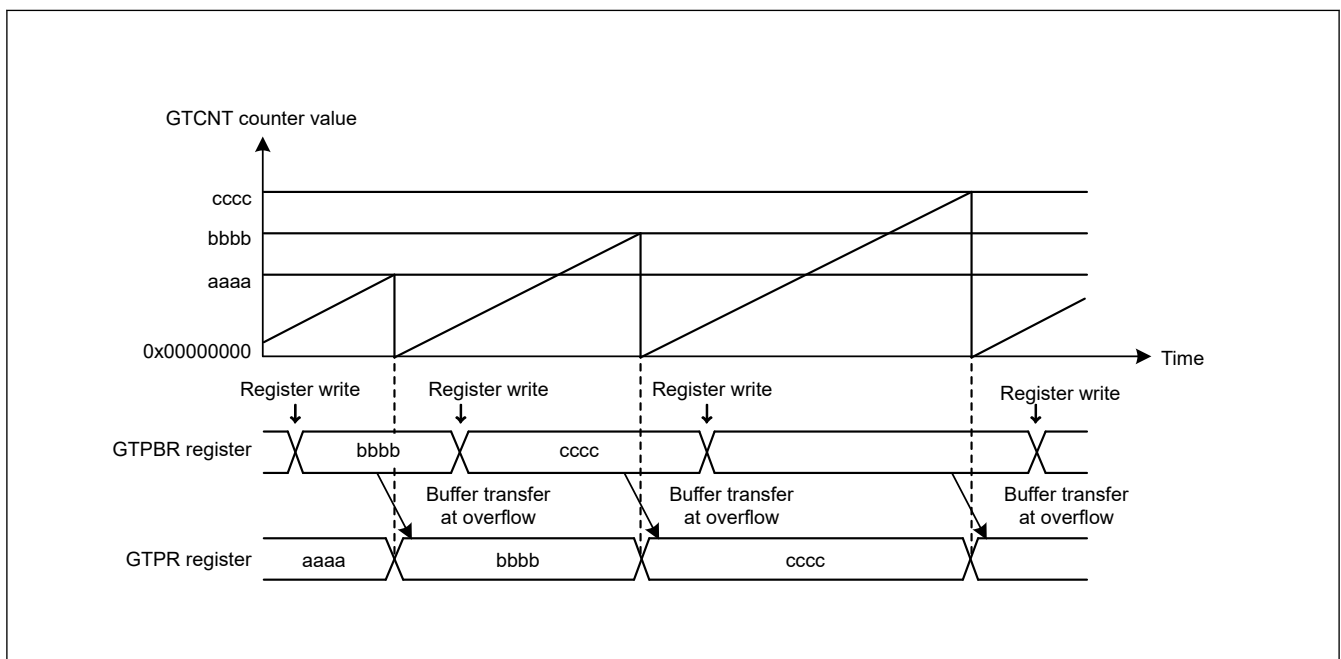 GTCNT counter value
cccc
bbbb
aaaa
0x00000000
Time
Register write Register write Register write Register write
GTPBR register bbbb cccc
Buffer transfer Buffer transfer Buffer transfer
at overflow at overflow at overflow
GTPR register aaaa bbbb cccc